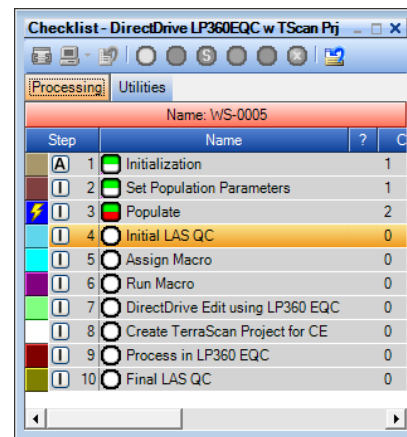 Checklist - DirectDrive LP360EQC w TScan Prj
S
Processing Utilities
Name: WS-0005
Step Name ? C
A 1 Initialization 1
I 2 Set Population Parameters 1
I 3 Populate 2
I 4 Initial LAS QC 0
I 5 Assign Macro 0
I 6 Run Macro 0
I 7 DirectDrive Edit using LP360 EQC 0
I 8 Create TerraScan Project for CE 0
I 9 Process in LP360 EQC 0
I 10 Final LAS QC 0